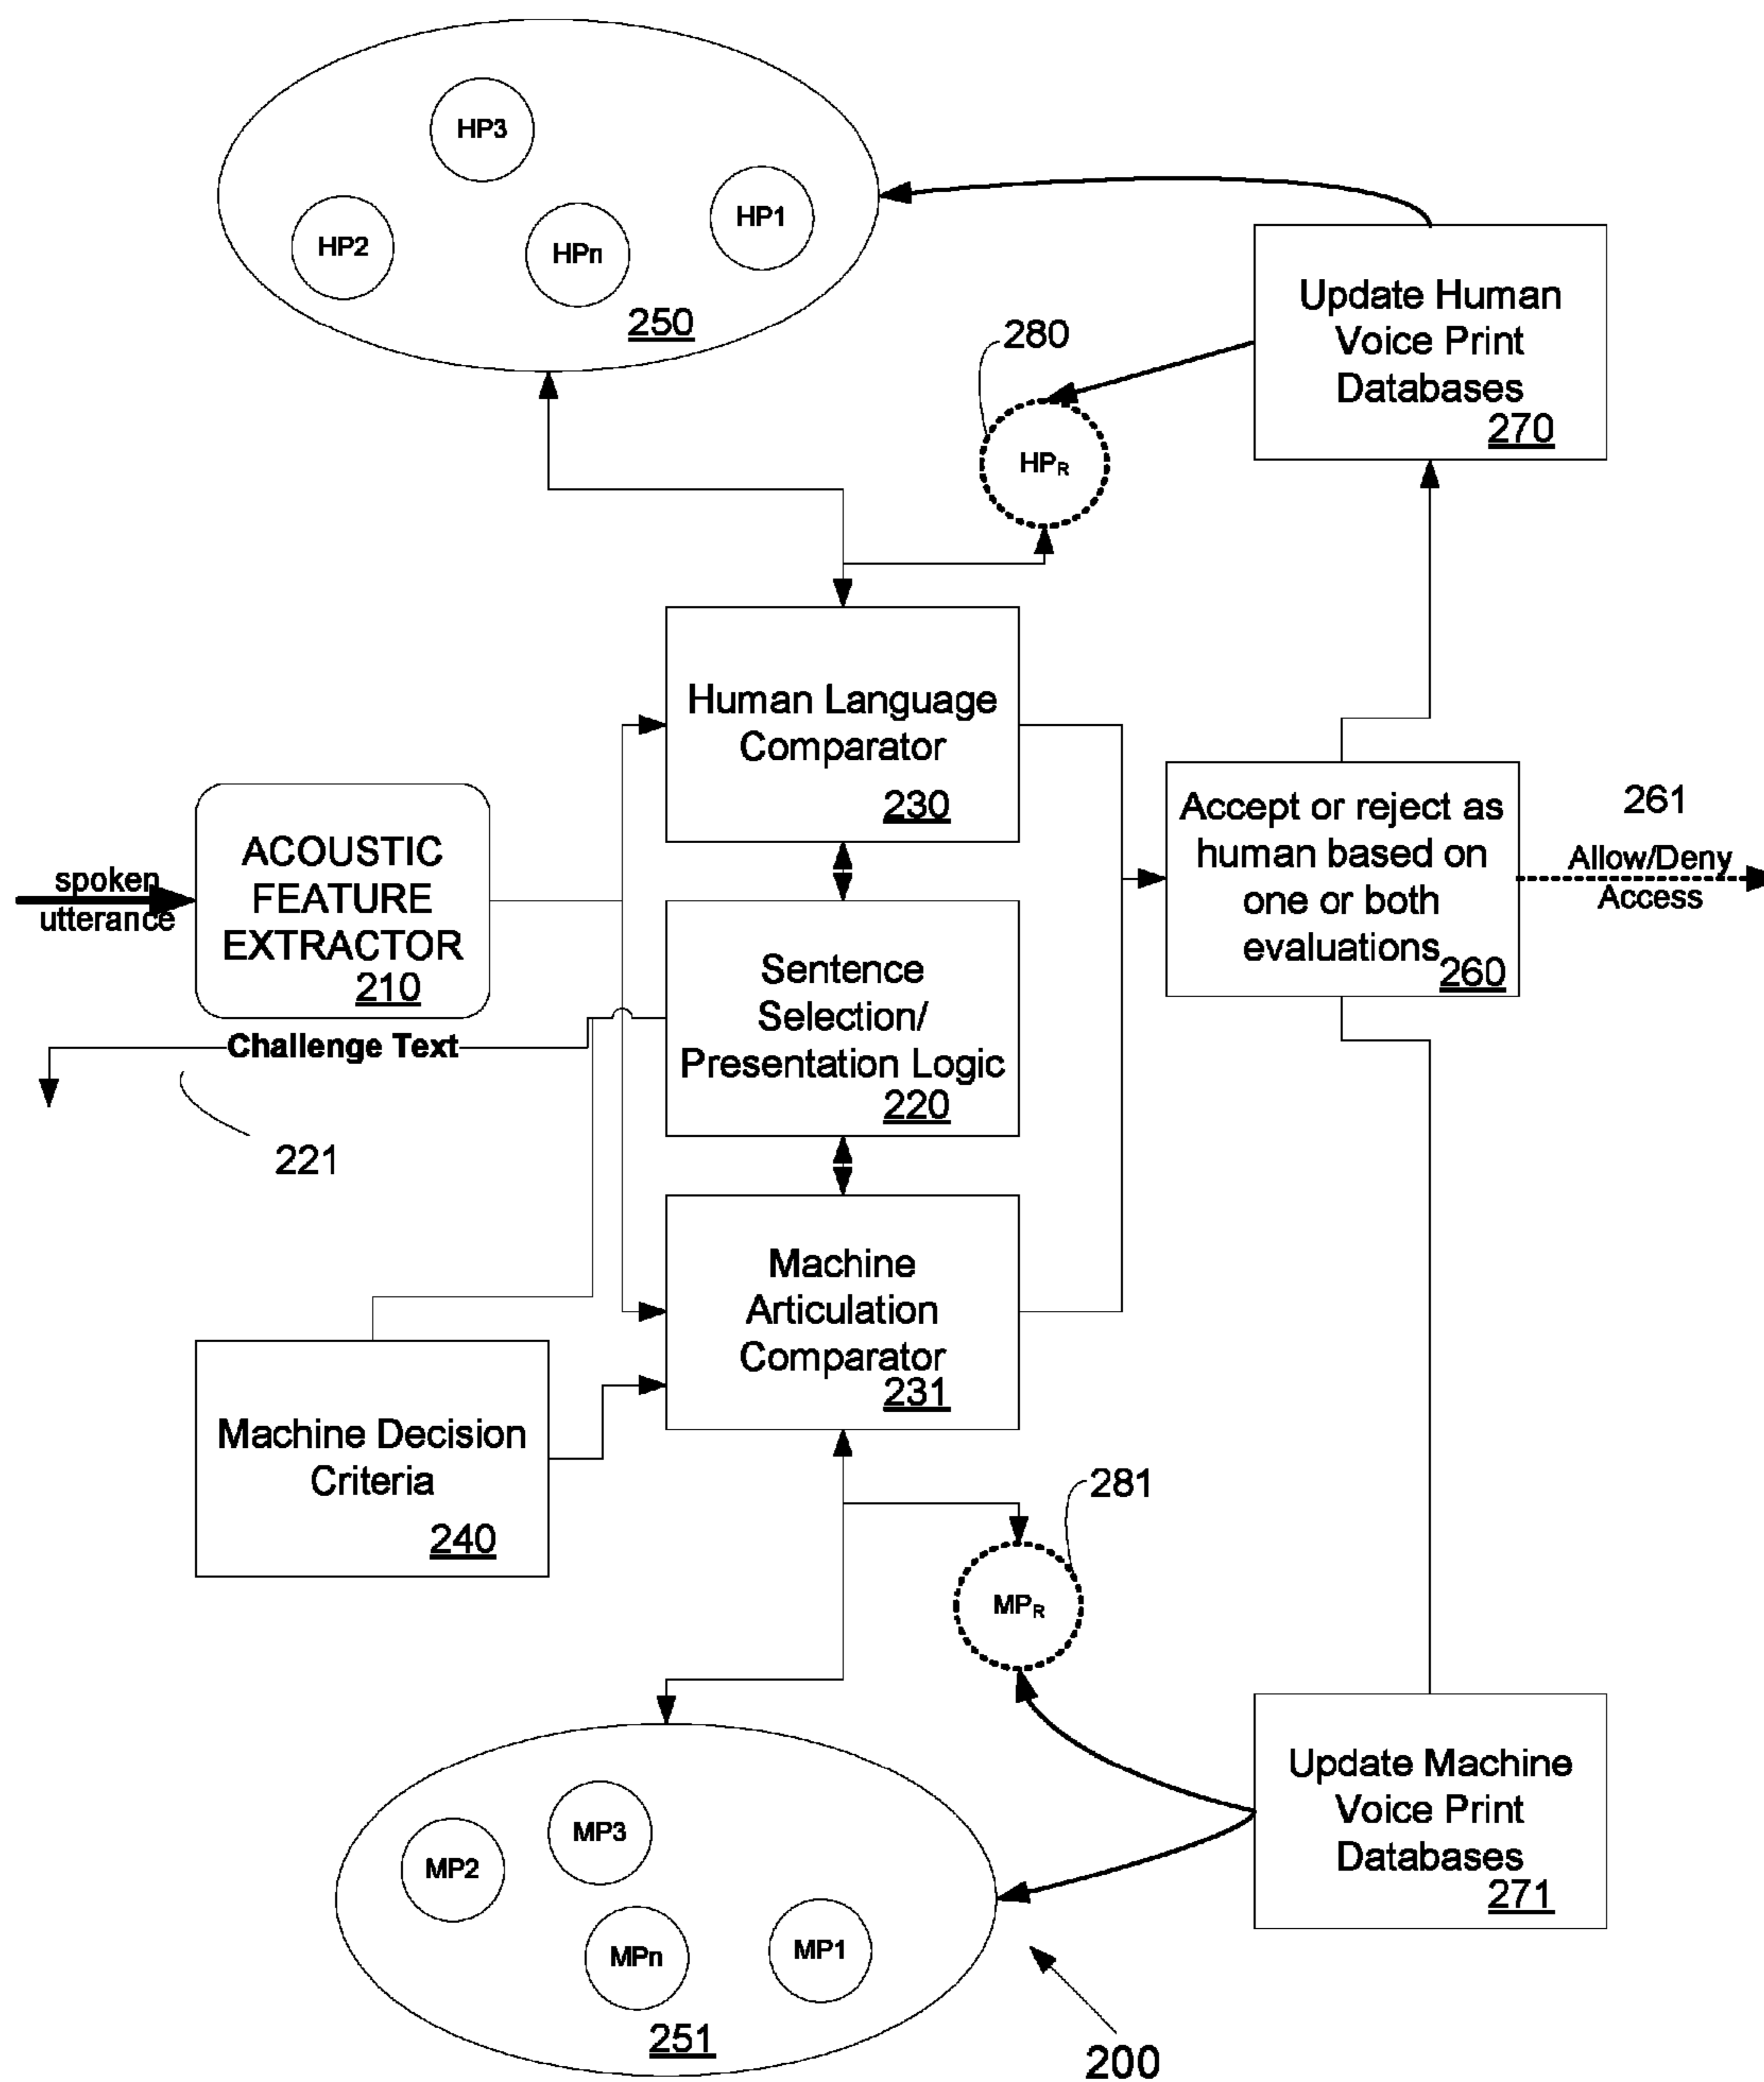 HP3
HP1
HP2
HPn
250
280
Update Human
Voice Print
Databases
270
HPR
Human Language
Comparator
230
spoken
utterance
ACOUSTIC
FEATURE
EXTRACTOR
210
Accept or reject as
human based on
one or both
evaluations
260
261
Allow/Deny
Access
Sentence
Selection/
Presentation Logic
220
Challenge Text
221
Machine
Articulation
Comparator
231
Machine Decision
Criteria
240
281
MPR
Update Machine
Voice Print
Databases
271
MP3
MP2
MP1
MPn
251
200